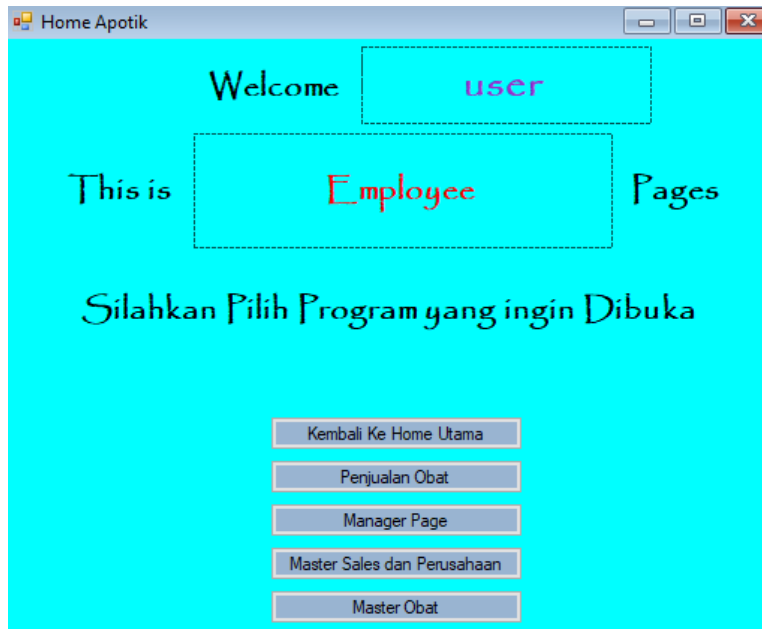 Home Apotik
Welcome user
This is Employee Pages
Silahkan Pilih Program yang ingin Dibuka
Kembali Ke Home Utama
Penjualan Obat
Manager Page
Master Sales dan Perusahaan
Master Obat